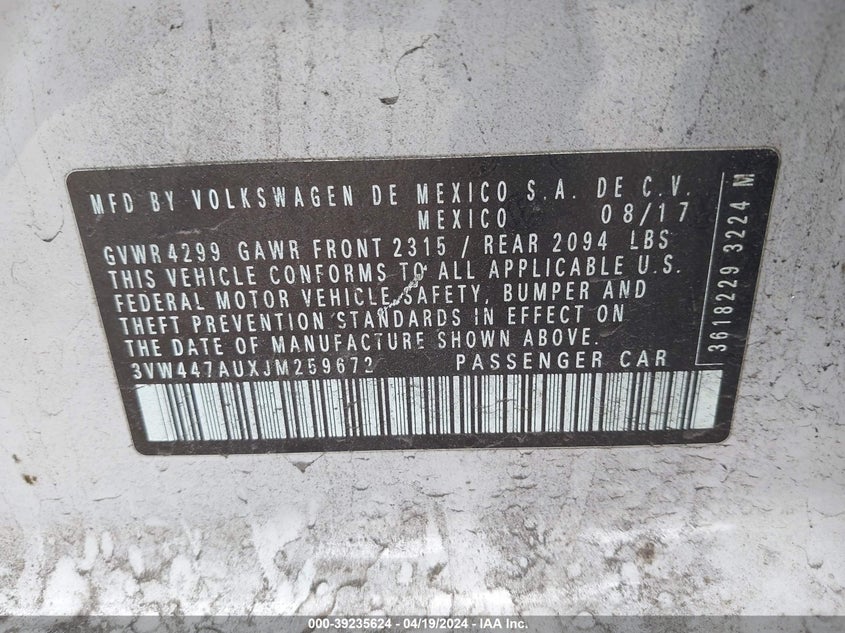 MFD BY VOLKSWAGEN DE MEXICO S.A. DE C.V.
MEXICO 08/17
GVWR 4299 GAWR FRONT 2315 / REAR 2094 LBS
THIS VEHICLE CONFORMS TO ALL APPLICABLE U.S.
FEDERAL MOTOR VEHICLE SAFETY, BUMPER AND
THEFT PREVENTION STANDARDS IN EFFECT ON
THE DATE OF MANUFACTURE SHOWN ABOVE.
3VW447AUXJM259672 PASSENGER CAR
3618229 3224 M
000-39235624 - 04/19/2024 - IAA Inc.